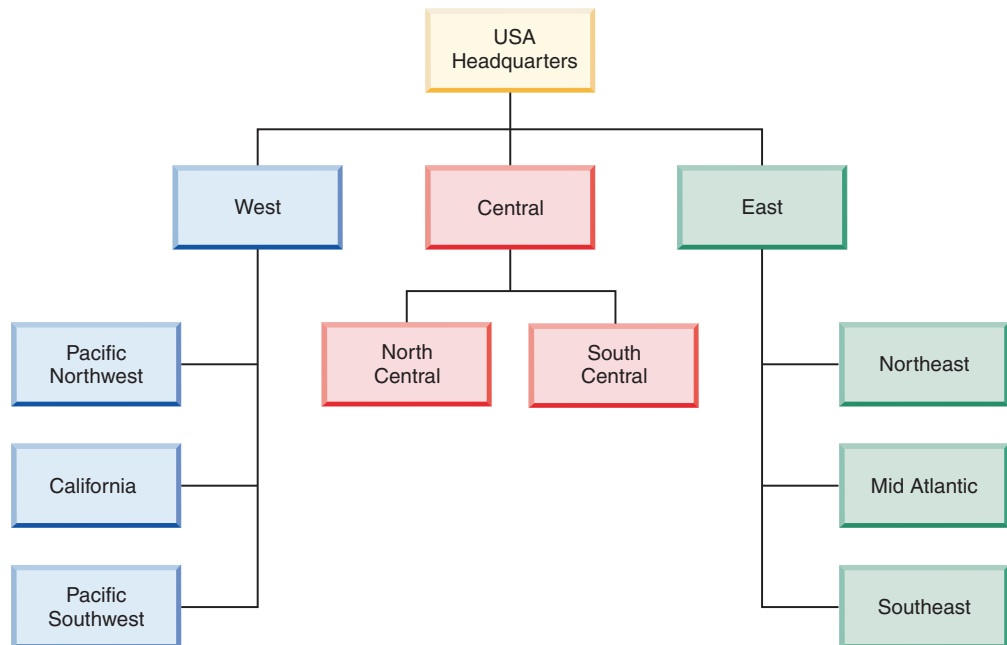 USA
Headquarters
West
Central
East
Pacific
Northwest
North
Central
South
Central
Northeast
California
Mid Atlantic
Pacific
Southwest
Southeast